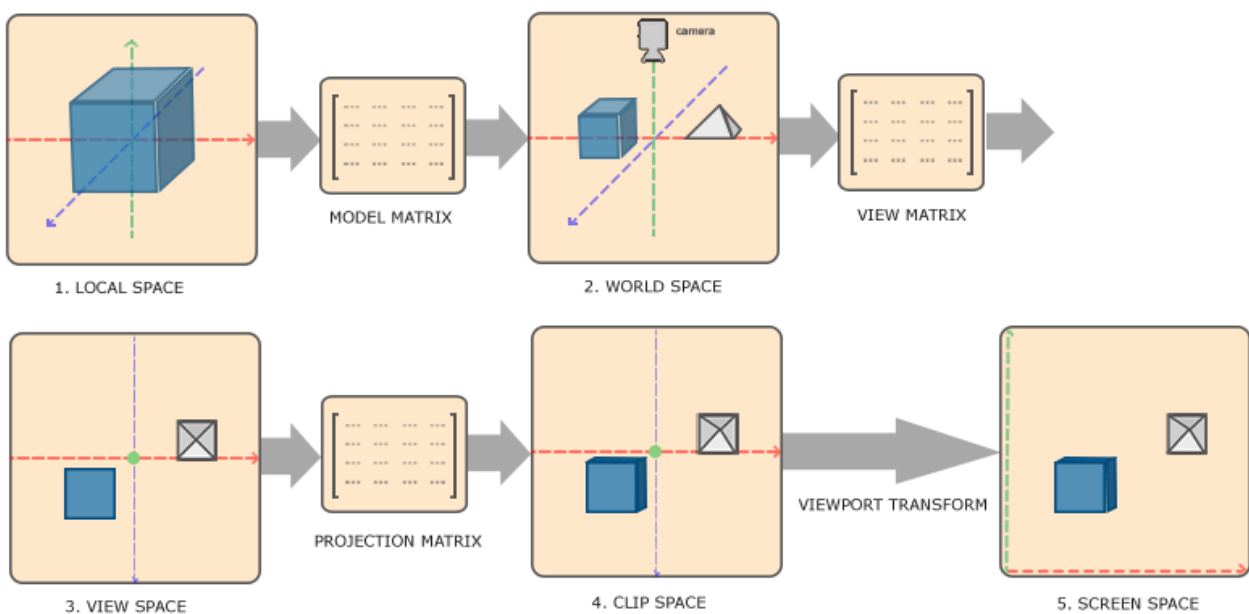 camera
MODEL MATRIX
VIEW MATRIX
1. LOCAL SPACE
2. WORLD SPACE
VIEWPORT TRANSFORM
PROJECTION MATRIX
3. VIEW SPACE
4. CLIP SPACE
5. SCREEN SPACE